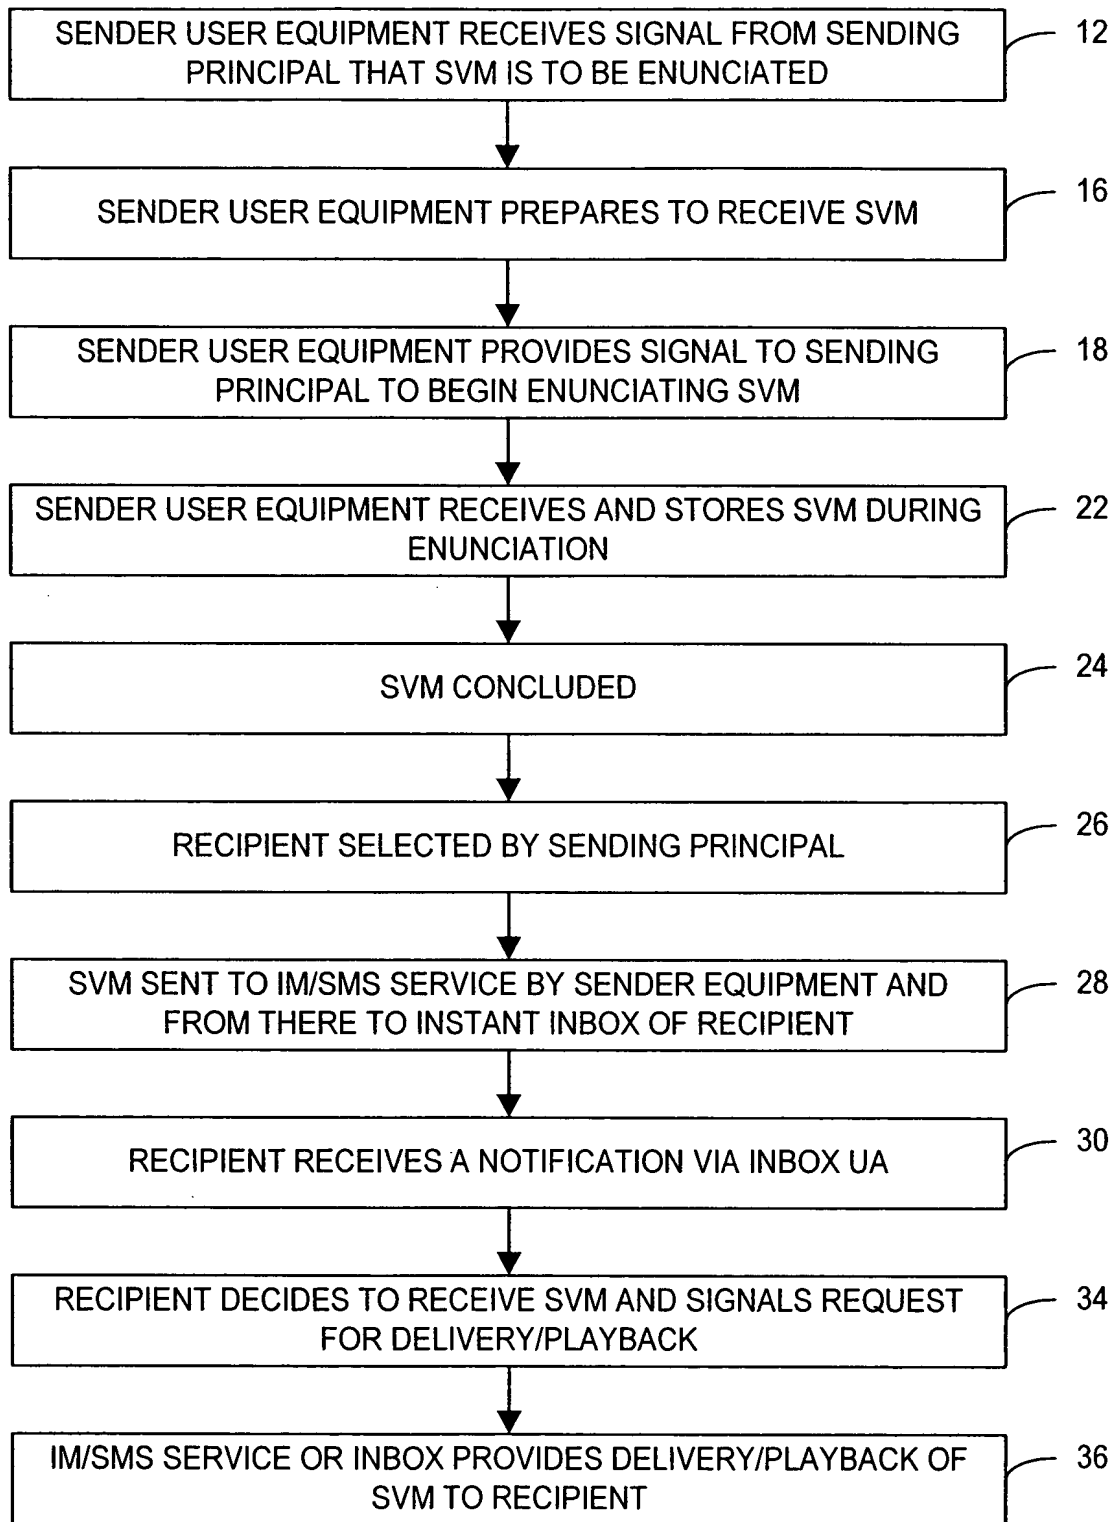 SENDER USER EQUIPMENT RECEIVES SIGNAL FROM SENDING
PRINCIPAL THAT SVM IS TO BE ENUNCIATED
12
SENDER USER EQUIPMENT PREPARES TO RECEIVE SVM
16
SENDER USER EQUIPMENT PROVIDES SIGNAL TO SENDING
PRINCIPAL TO BEGIN ENUNCIATING SVM
18
SENDER USER EQUIPMENT RECEIVES AND STORES SVM DURING
ENUNCIATION
22
SVM CONCLUDED
24
RECIPIENT SELECTED BY SENDING PRINCIPAL
26
SVM SENT TO IM/SMS SERVICE BY SENDER EQUIPMENT AND
FROM THERE TO INSTANT INBOX OF RECIPIENT
28
RECIPIENT RECEIVES A NOTIFICATION VIA INBOX UA
30
RECIPIENT DECIDES TO RECEIVE SVM AND SIGNALS REQUEST
FOR DELIVERY/PLAYBACK
34
IM/SMS SERVICE OR INBOX PROVIDES DELIVERY/PLAYBACK OF
SVM TO RECIPIENT
36